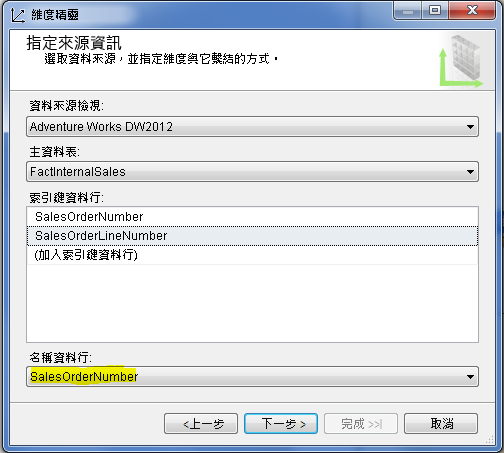 維度精靈
指定來源資訊
選取資料來源，並指定維度與它繫結的方式。
資料來源檢視:
Adventure Works DW2012
主資料表:
FactInternalSales
索引鍵資料行:
SalesOrderNumber
SalesOrderLineNumber
(加入索引鍵資料行)
名稱資料行:
SalesOrderNumber
<上一步
下一步 >
完成 >>|
取消